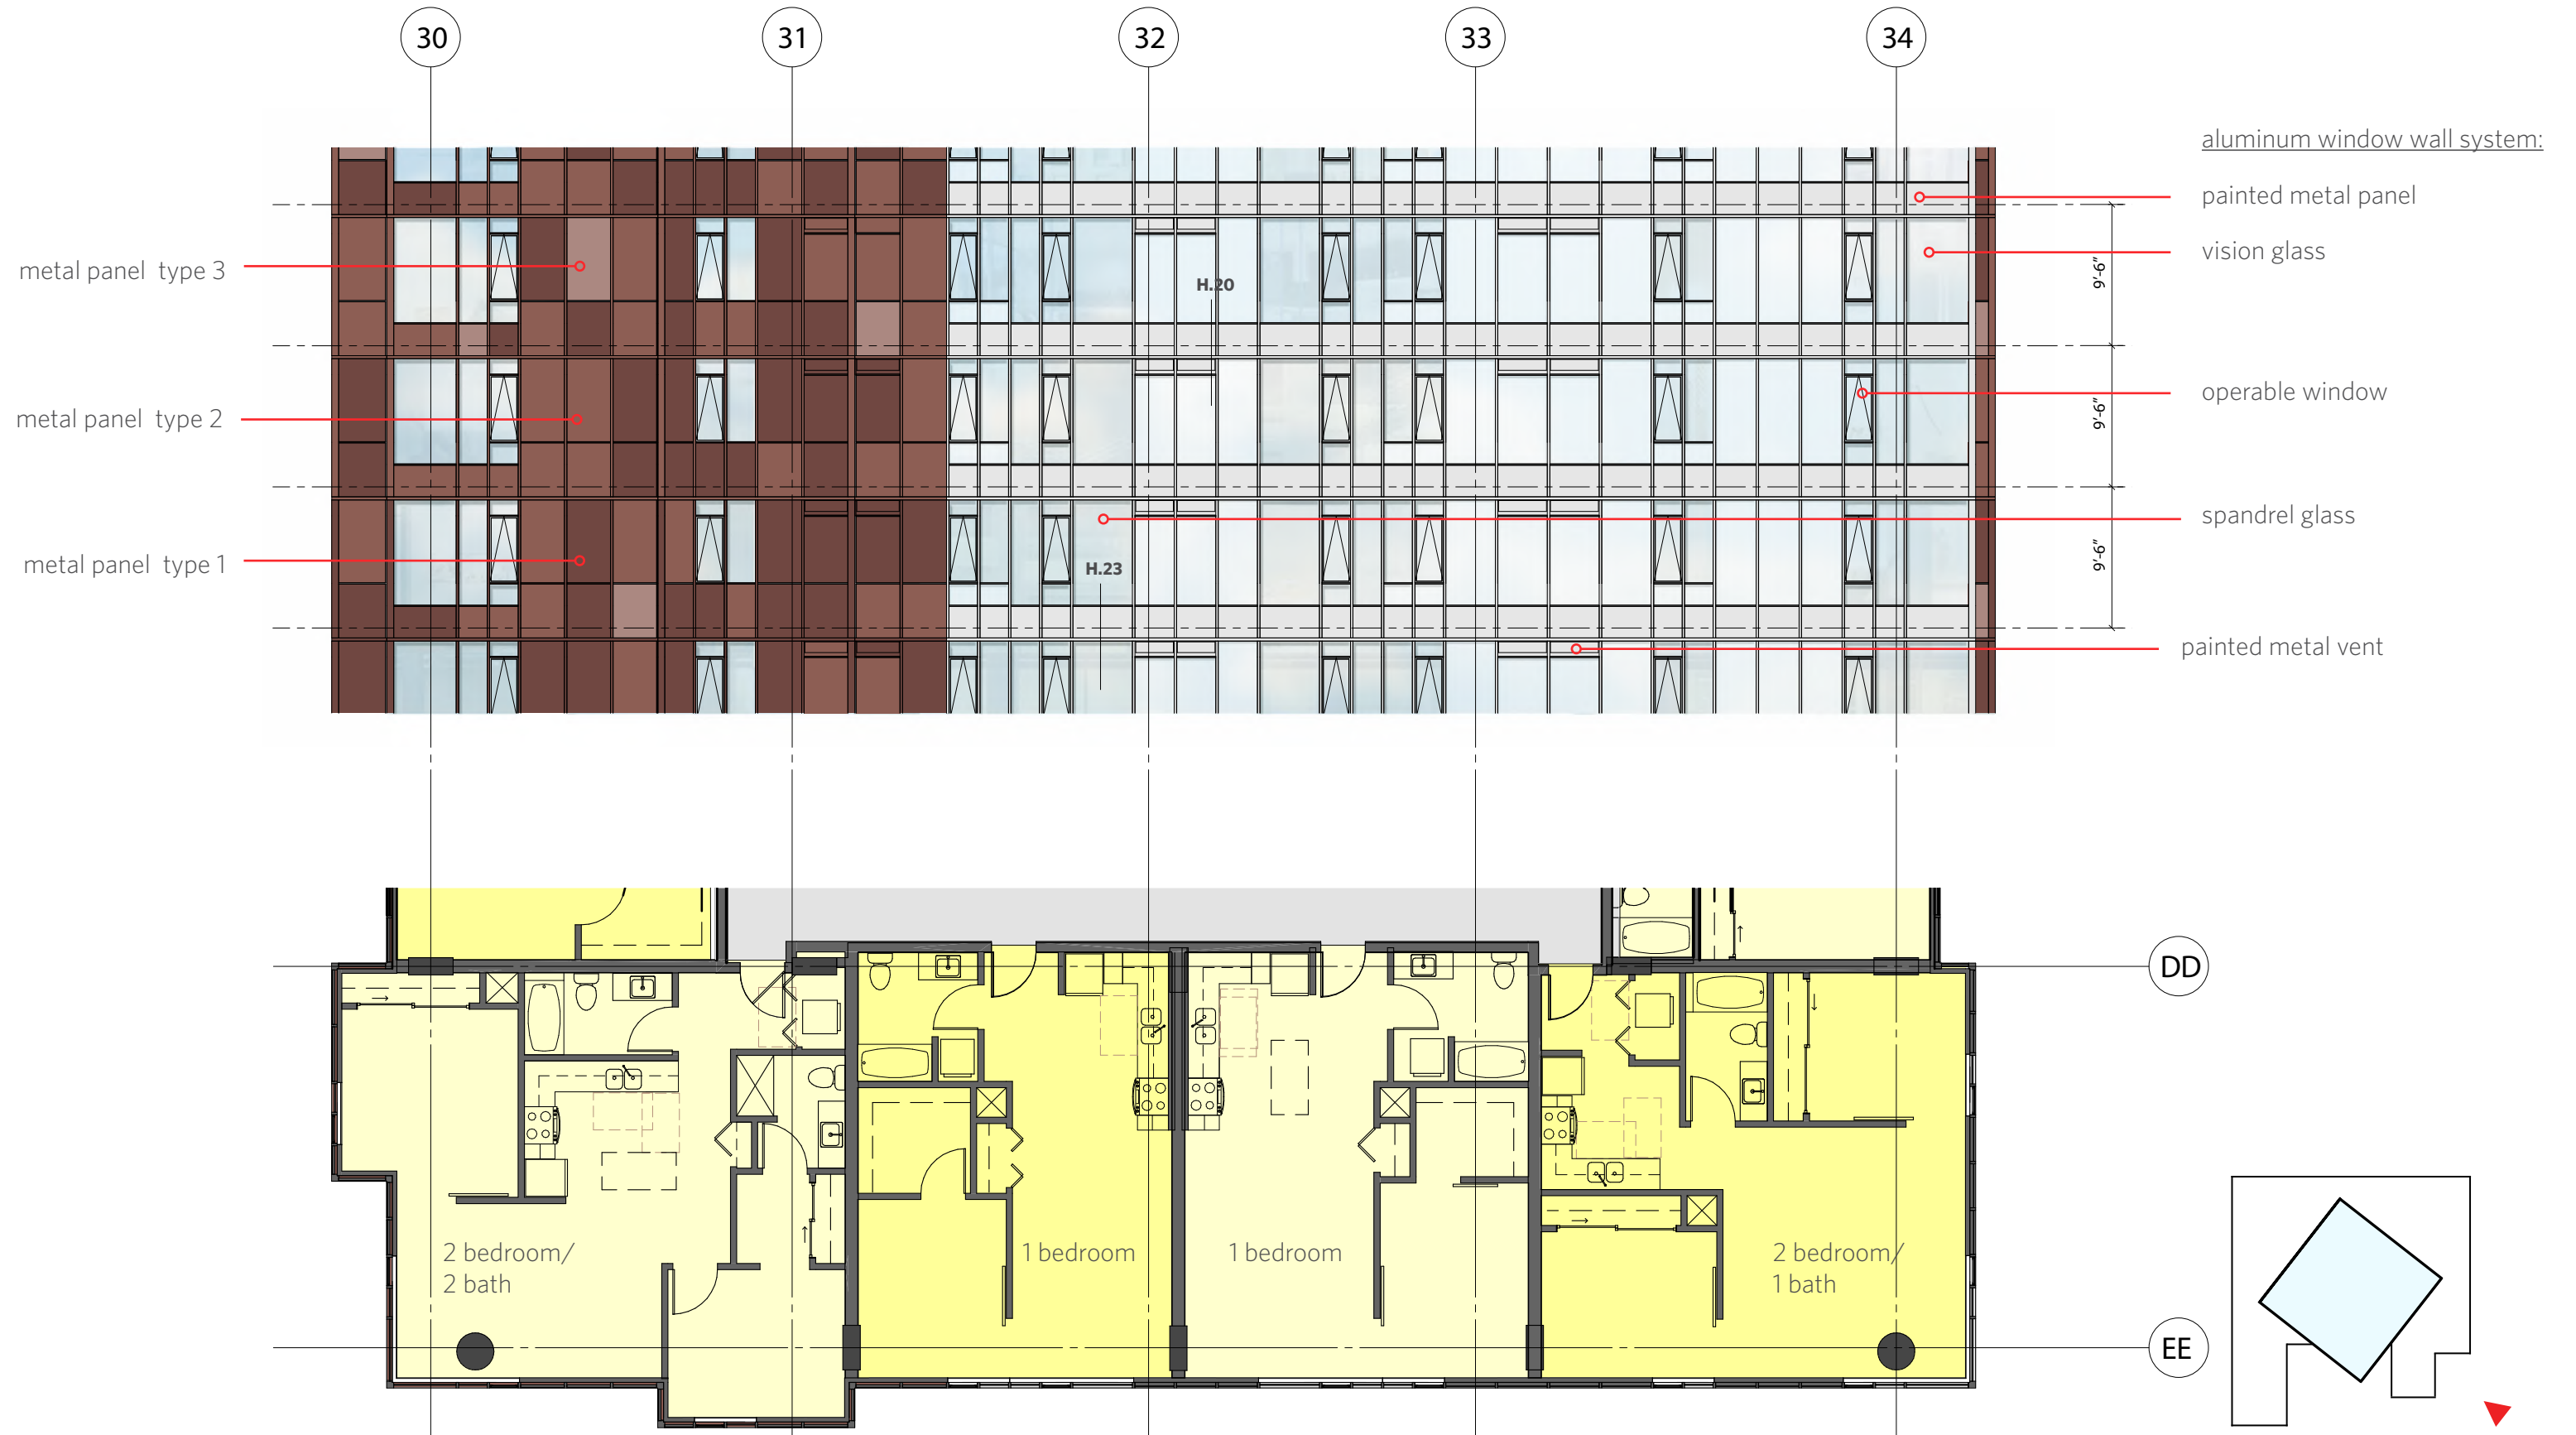 30 31 32 33 34
aluminum window wall system:
painted metal panel
vision glass
metal panel type 3
9'-6"
H.20
operable window
metal panel type 2
9'-6"
spandrel glass
metal panel type 1
9'-6"
H.23
painted metal vent
DD
2 bedroom/
2 bath
1 bedroom
1 bedroom
2 bedroom/
1 bath
EE